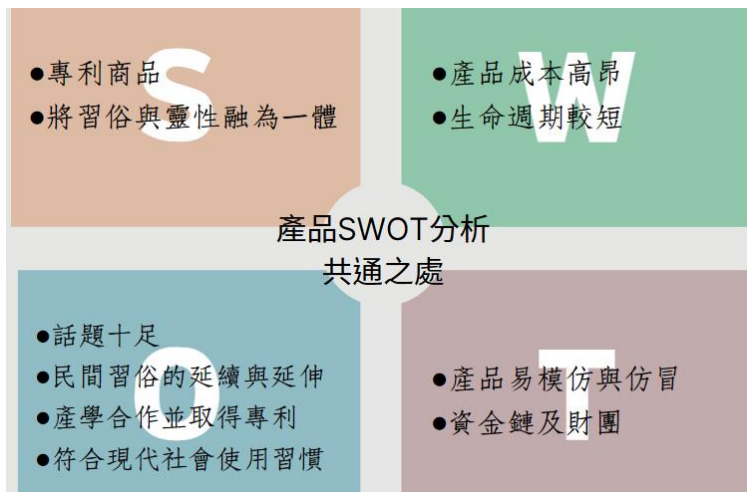 S
●專利商品
●將習俗與靈性融為一體
W
●產品成本高昂
●生命週期較短
產品SWOT分析
共通之處
O
●話題十足
●民間習俗的延續與延伸
●產學合作並取得專利
●符合現代社會使用習慣
T
●產品易模仿與仿冒
●資金鏈及財團